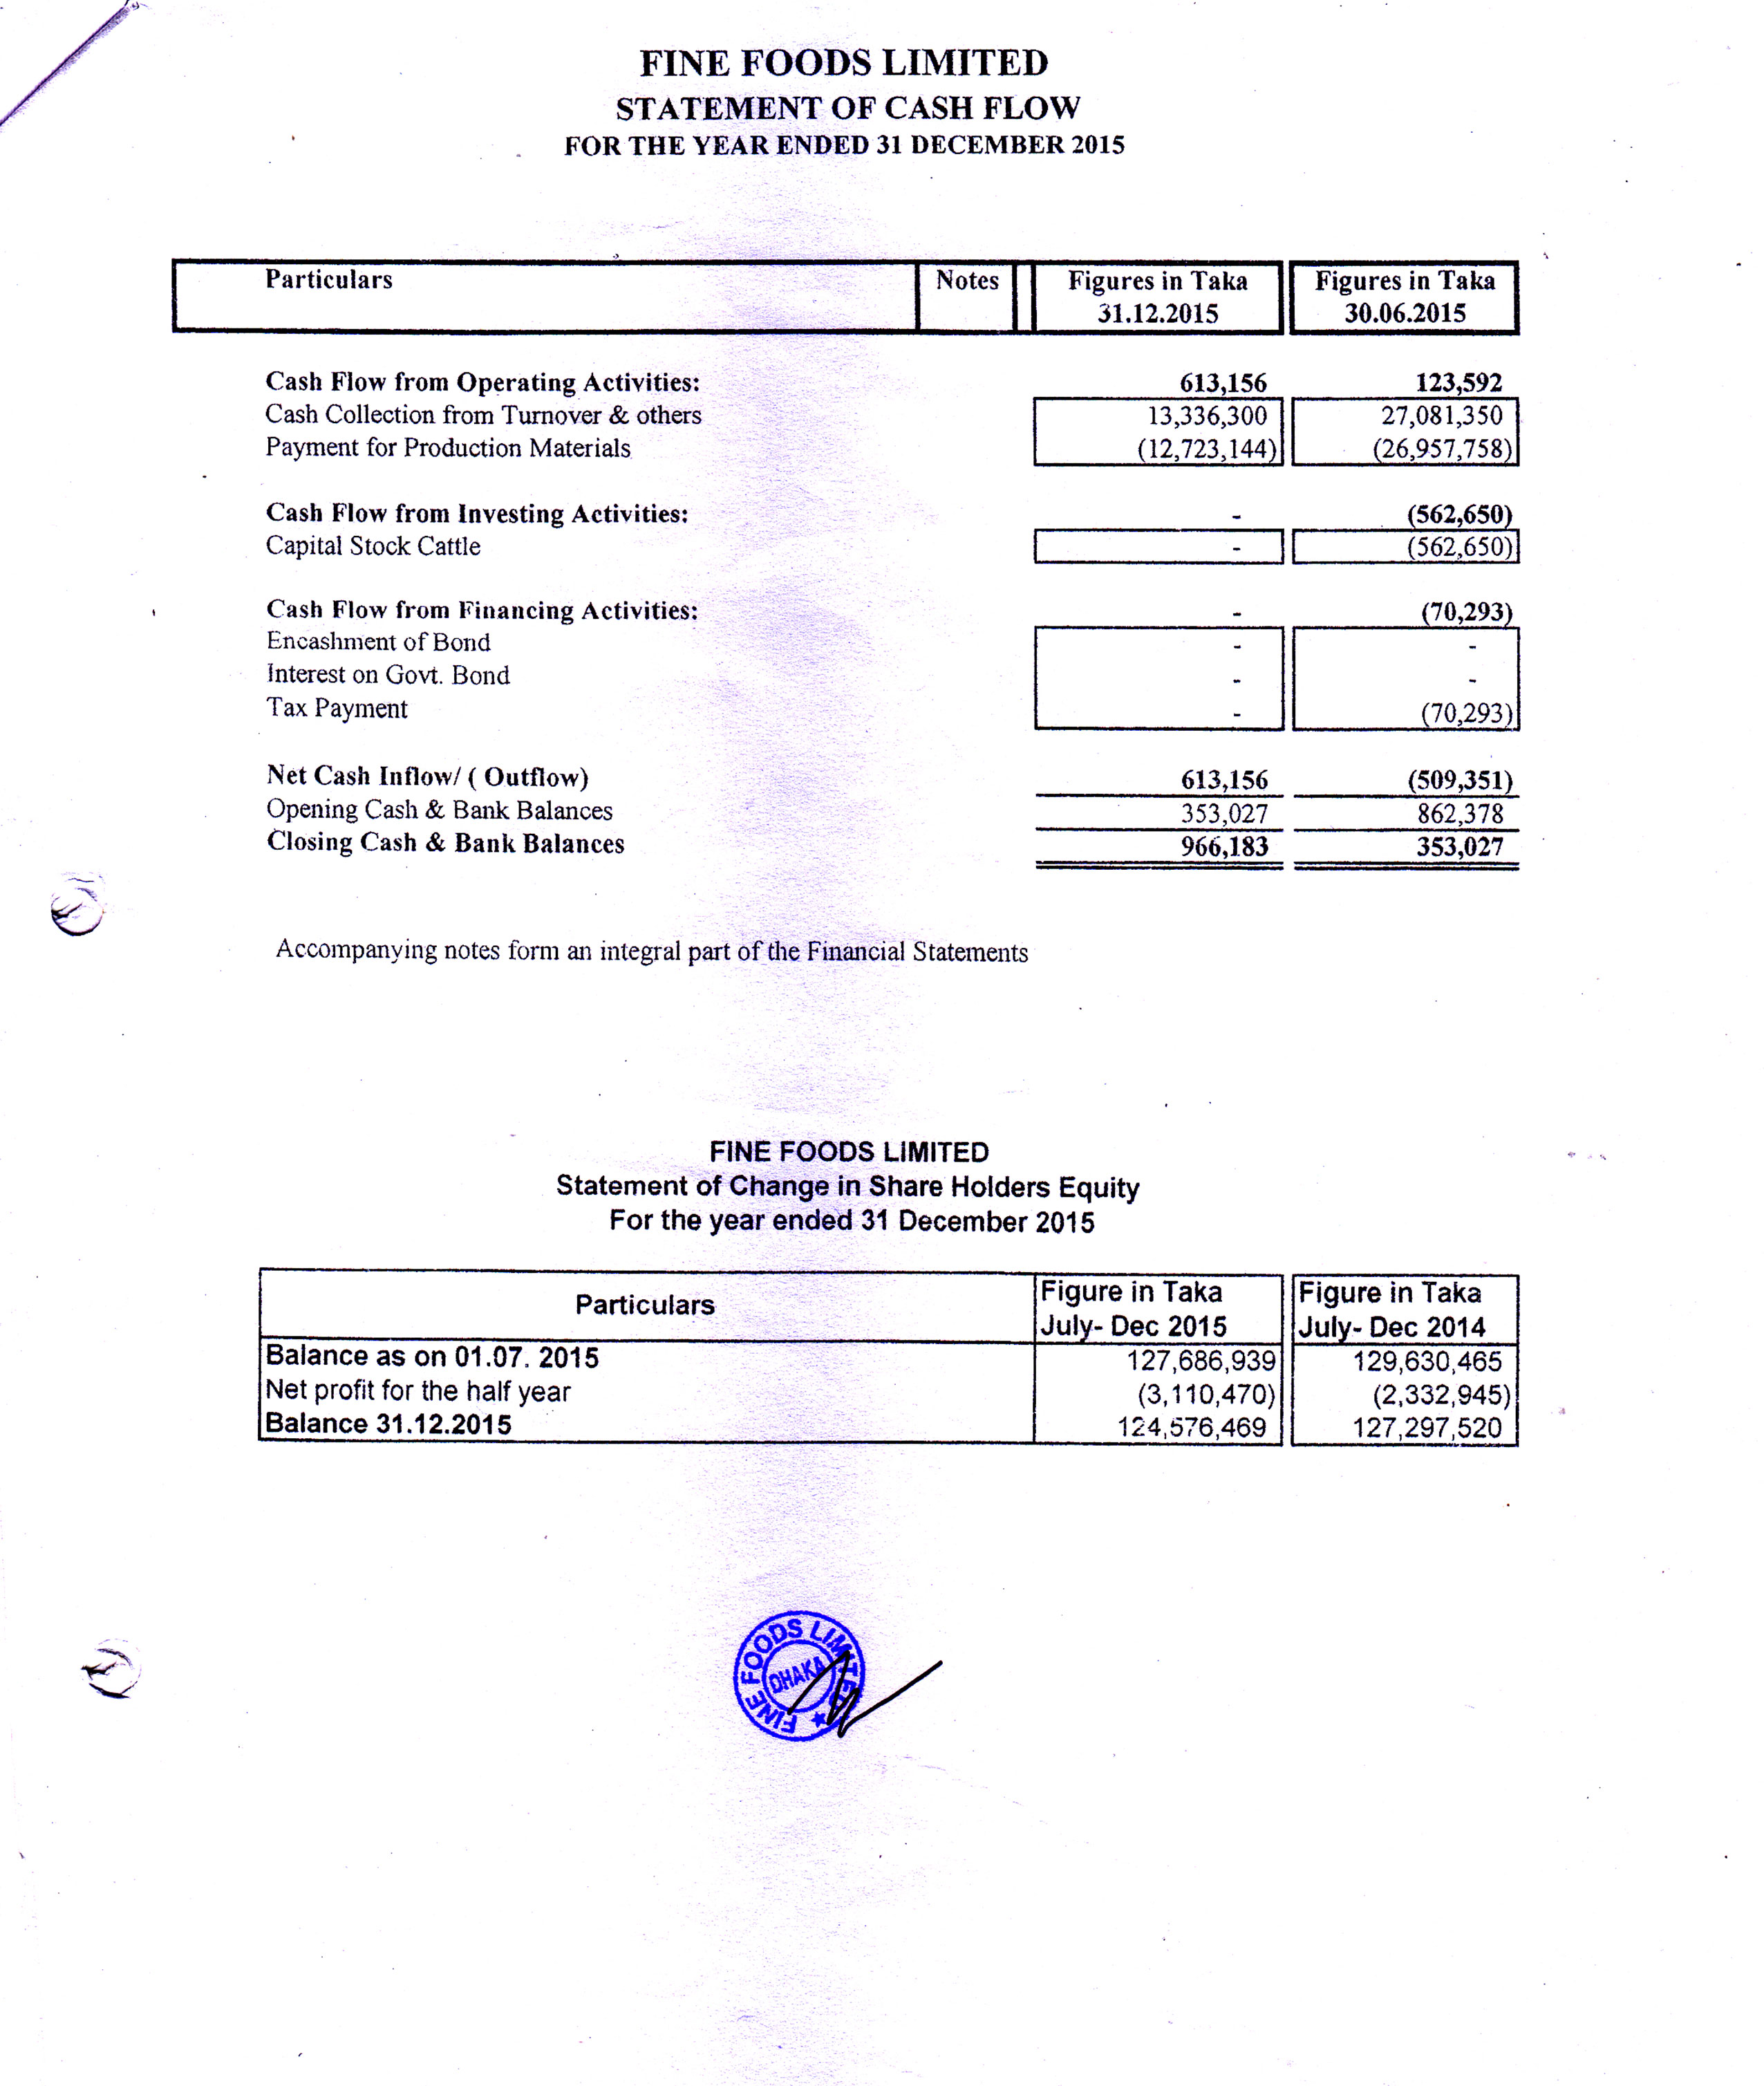 FINE FOODS LIMITED
STATEMENT OF CASH FLOW
FOR THE YEAR ENDED 31 DECEMBER 2015
Particulars Notes Figures in Taka Figures in Taka
31.12.2015 30.06.2015
Cash Flow from Operating Activities: 613,156 123,592
Cash Collection from Turnover & others 13,336,300 27,081,350
Payment for Production Materials (12,723,144) (26,957,758)
Cash Flow from Investing Activities: - (562,650)
Capital Stock Cattle - (562,650)
Cash Flow from Financing Activities: - (70,293)
Encashment of Bond - -
Interest on Govt. Bond - -
Tax Payment - (70,293)
Net Cash Inflow/ ( Outflow) 613,156 (509,351)
Opening Cash & Bank Balances 353,027 862,378
Closing Cash & Bank Balances 966,183 353,027
Accompanying notes form an integral part of the Financial Statements
FINE FOODS LIMITED
Statement of Change in Share Holders Equity
For the year ended 31 December 2015
Particulars Figure in Taka Figure in Taka
July- Dec 2015 July- Dec 2014
Balance as on 01.07. 2015 127,686,939 129,630,465
Net profit for the half year (3,110,470) (2,332,945)
Balance 31.12.2015 124,576,469 127,297,520
FINE FOODS LIMITED
DHAKA